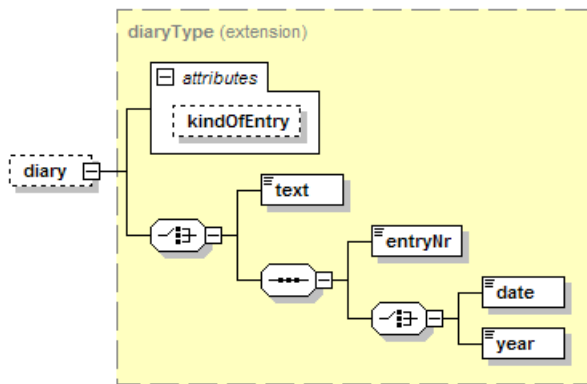 diaryType (extension)
attributes
kindOfEntry
diary
text
entryNr
date
year